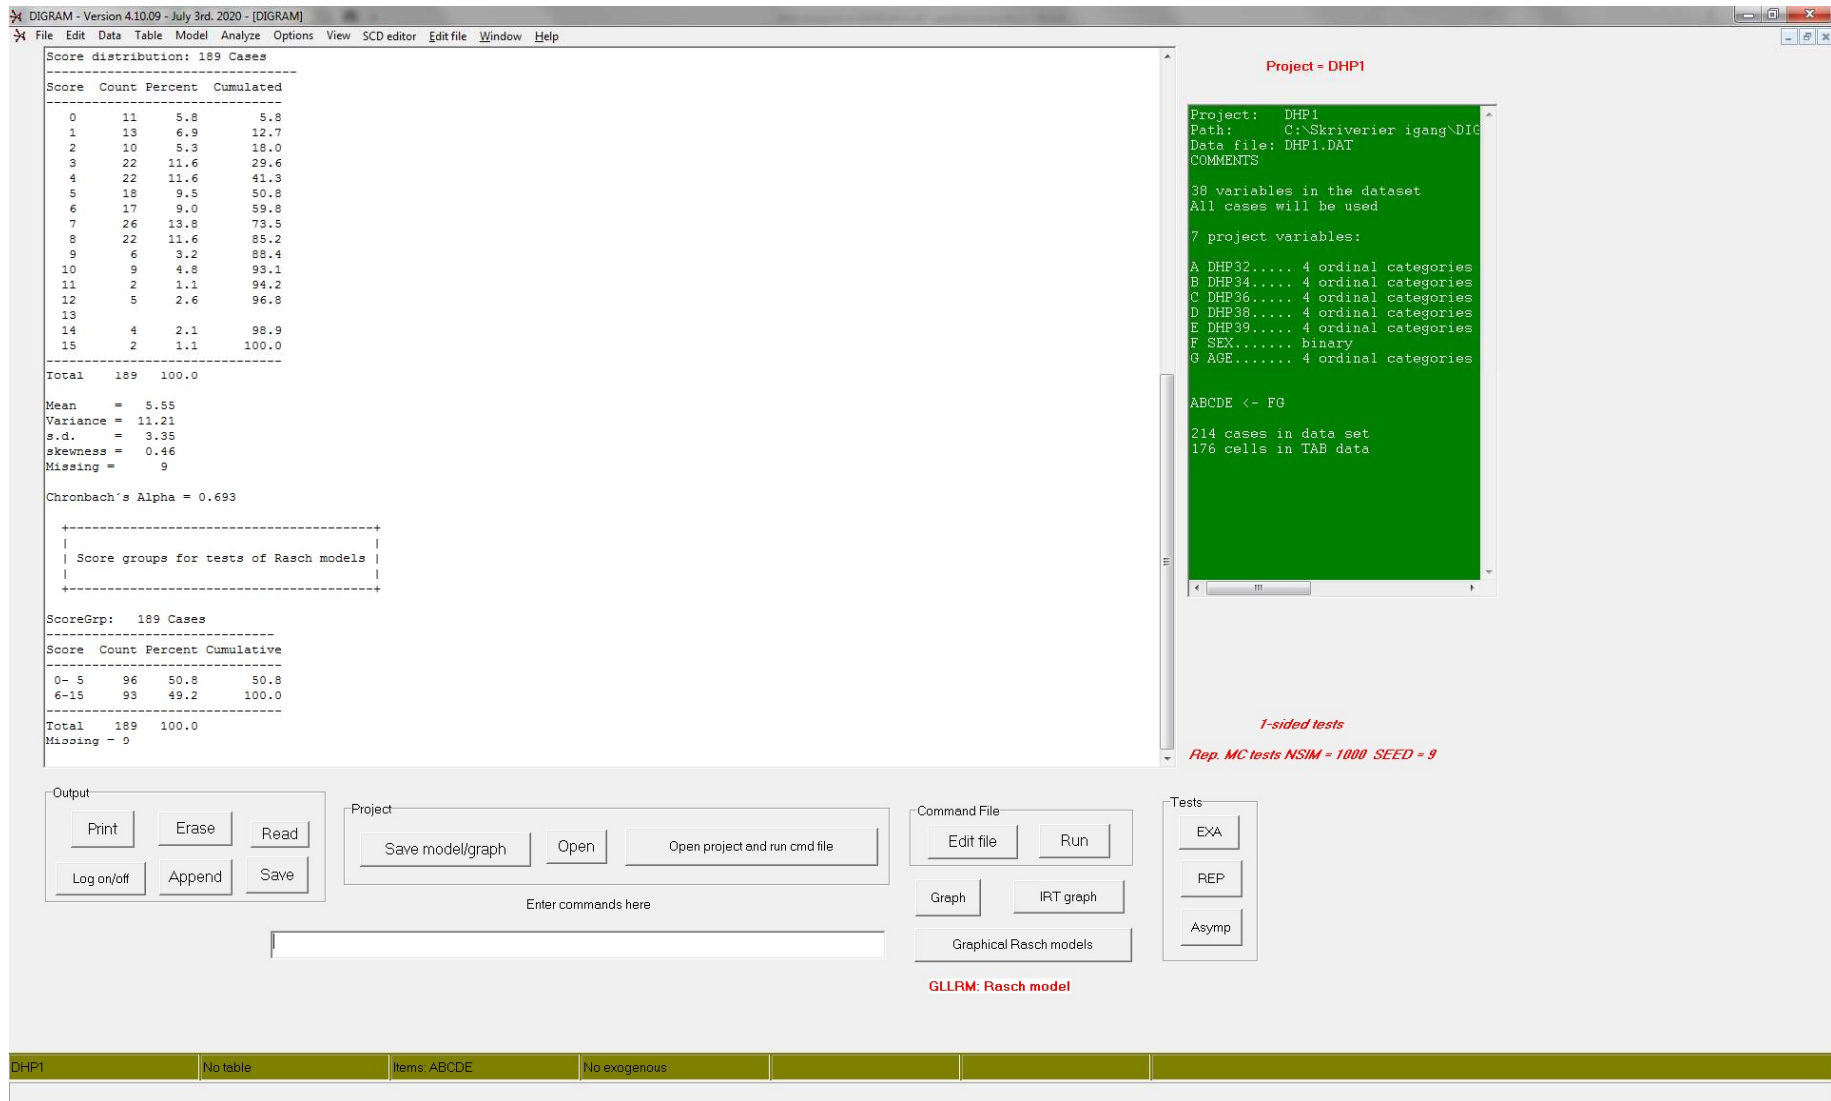 DIGRAM - Version 4.10.09 - July 3rd. 2020 - [DIGRAM]
File Edit Data Table Model Analyze Options View SCD editor Edit file Window Help
Score distribution: 189 Cases
Score Count Percent Cumulated
0 11 5.8 5.8
1 13 6.9 12.7
2 10 5.3 18.0
3 22 11.6 29.6
4 22 11.6 41.3
5 18 9.5 50.8
6 17 9.0 59.8
7 26 13.8 73.5
8 22 11.6 85.2
9 6 3.2 88.4
10 9 4.8 93.1
11 2 1.1 94.2
12 5 2.6 96.8
13
14 4 2.1 98.9
15 2 1.1 100.0
Total 189 100.0
Mean = 5.55
Variance = 11.21
s.d. = 3.35
skewness = 0.46
Missing = 9
Chronbach´s Alpha = 0.693
Score groups for tests of Rasch models
ScoreGrp: 189 Cases
Score Count Percent Cumulative
0- 5 96 50.8 50.8
6-15 93 49.2 100.0
Total 189 100.0
Missing = 9
Project = DHP1
Project: DHP1
Path: C:\Skriverier igang\DIG
Data file: DHP1.DAT
COMMENTS
38 variables in the dataset
All cases will be used
7 project variables:
A DHP32..... 4 ordinal categories
B DHP34..... 4 ordinal categories
C DHP36..... 4 ordinal categories
D DHP38..... 4 ordinal categories
E DHP39..... 4 ordinal categories
F SEX....... binary
G AGE....... 4 ordinal categories
ABCDE <- FG
214 cases in data set
176 cells in TAB data
1-sided tests
Rep. MC tests NSIM = 1000 SEED = 9
Output
Print Erase Read
Log on/off Append Save
Project
Save model/graph Open Open project and run cmd file
Enter commands here
Command File
Edit file Run
Graph IRT graph
Graphical Rasch models
GLLRM: Rasch model
Tests
EXA
REP
Asymp
DHP1 No table Items: ABCDE No exogenous